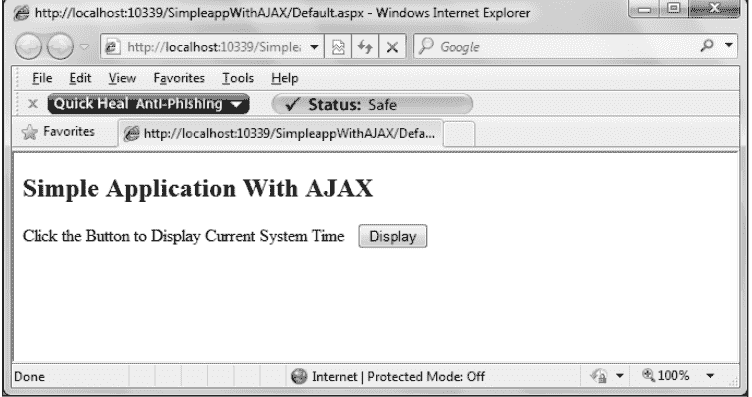 http://localhost:10339/SimpleappWithAJAX/Default.aspx - Windows Internet Explorer
http://localhost:10339/Simplea
Google
File Edit View Favorites Tools Help
Quick Heal Anti-Phishing Status: Safe
Favorites http://localhost:10339/SimpleappWithAJAX/Defa...
Simple Application With AJAX
Click the Button to Display Current System Time Display
Done Internet | Protected Mode: Off 100%